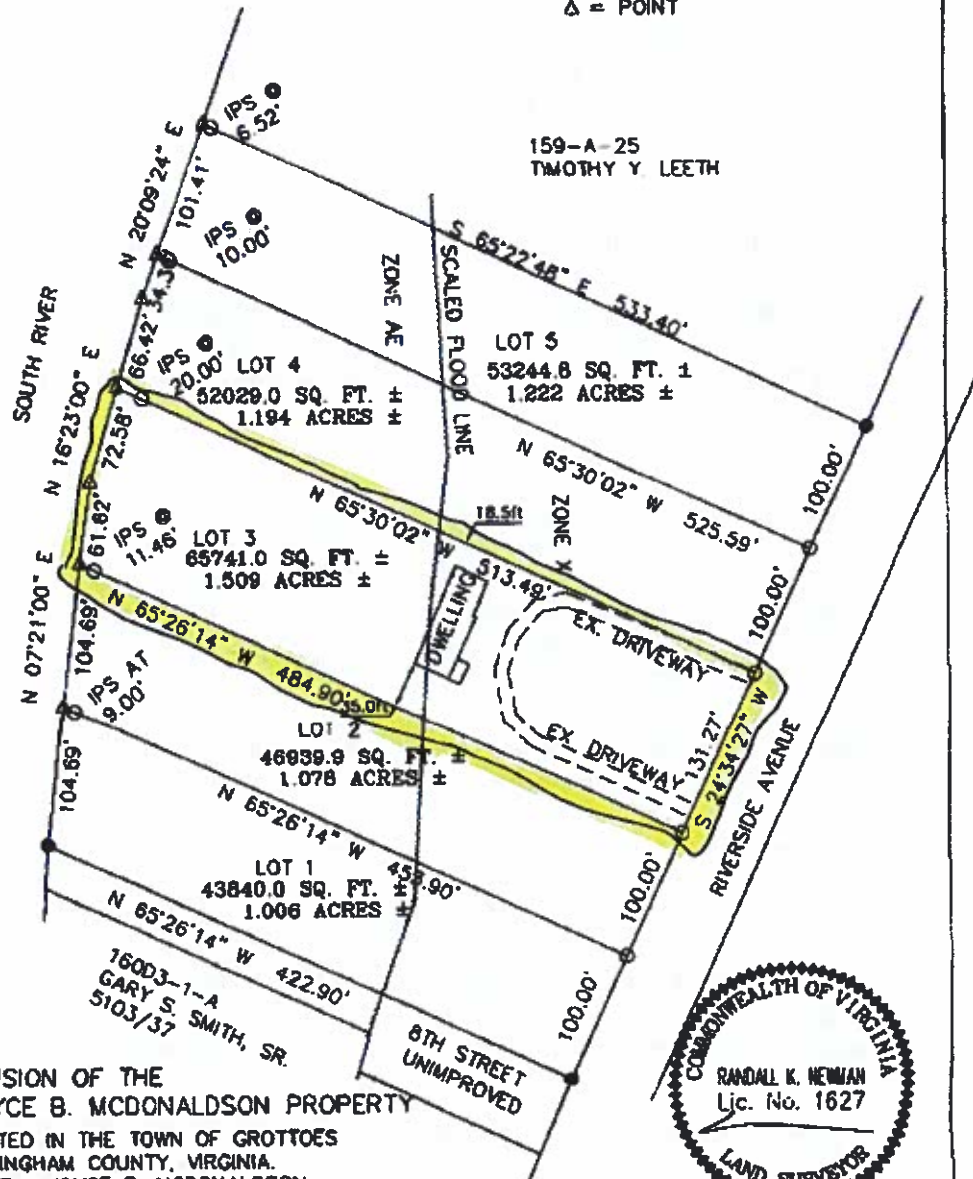 Δ = POINT
IPS @
6.52'
159-A-25
TIMOTHY Y LEETH
N 20°09'24" E
101.41'
IPS @
10.00'
S 65°22'48" E 533.40'
ZONE AE
SCALED FLOOD LINE
SOUTH RIVER
66.42'
IPS @
20.00'
LOT 4
52029.0 SQ. FT. ±
1.194 ACRES ±
LOT 5
53244.8 SQ. FT. ±
1.222 ACRES ±
100.00'
N 16°23'00" E
72.58'
N 65°30'02" W 525.59'
N 65°30'02" W 513.49'
18.5ft
ZONE X
100.00'
N 07°21'00" E
61.62'
IPS @
11.46'
LOT 3
65741.0 SQ. FT. ±
1.509 ACRES ±
DWELLING
EX. DRIVEWAY
N 65°26'14" W 484.90'
35.0ft
104.69'
IPS AT
9.00'
LOT 2
46939.9 SQ. FT. ±
1.078 ACRES ±
EX. DRIVEWAY
131.27'
S 24°34'27" W
RIVERSIDE AVENUE
104.69'
N 65°26'14" W
LOT 1
43840.0 SQ. FT. ±
1.006 ACRES ±
100.00'
N 65°26'14" W 422.90'
160D3-1-A
GARY S. SMITH, SR.
5103/37
100.00'
8TH STREET
UNIMPROVED
SION OF THE
YCE B. MCDONALDSON PROPERTY
TED IN THE TOWN OF GROTTOES
INGHAM COUNTY, VIRGINIA.
COMMONWEALTH OF VIRGINIA
RANDALL K. NEWMAN
Lic. No. 1627
LAND SURVEYOR